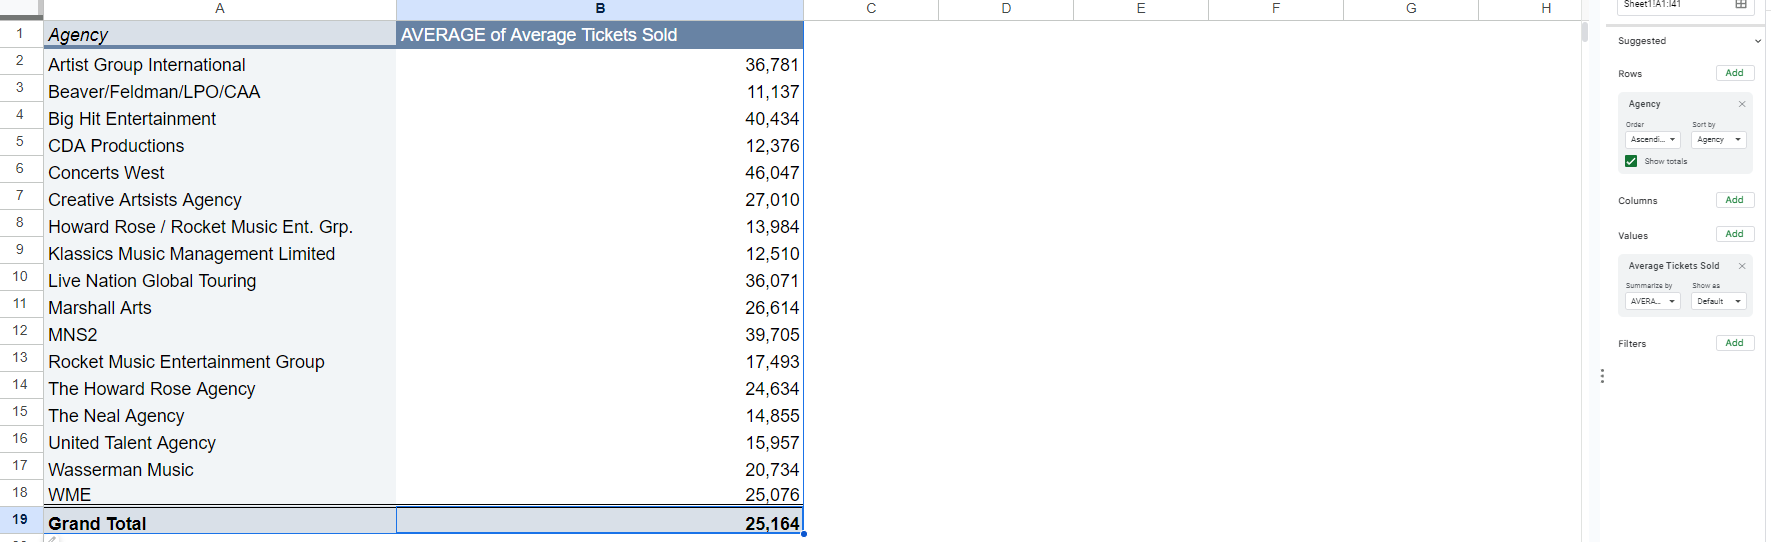 A B C D E F G H
Sheet1!A1:I41
1 Agency AVERAGE of Average Tickets Sold
2 Artist Group International 36,781
3 Beaver/Feldman/LPO/CAA 11,137
4 Big Hit Entertainment 40,434
5 CDA Productions 12,376
6 Concerts West 46,047
7 Creative Artsists Agency 27,010
8 Howard Rose / Rocket Music Ent. Grp. 13,984
9 Klassics Music Management Limited 12,510
10 Live Nation Global Touring 36,071
11 Marshall Arts 26,614
12 MNS2 39,705
13 Rocket Music Entertainment Group 17,493
14 The Howard Rose Agency 24,634
15 The Neal Agency 14,855
16 United Talent Agency 15,957
17 Wasserman Music 20,734
18 WME 25,076
19 Grand Total 25,164
Suggested
Rows Add
Agency
Order Sort by
Ascendi... Agency
Show totals
Columns Add
Values Add
Average Tickets Sold
Summarize by Show as
AVERA... Default
Filters Add